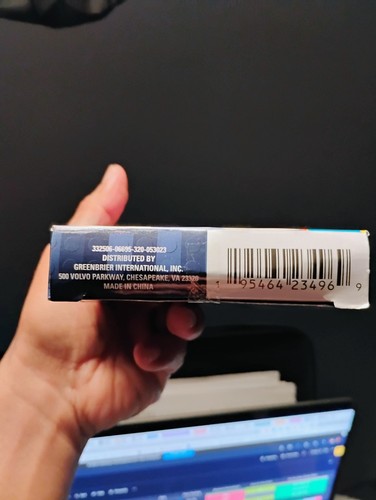 332506-06695-320-053023
DISTRIBUTED BY
GREENBRIER INTERNATIONAL, INC.
500 VOLVO PARKWAY, CHESAPEAKE, VA 23320
MADE IN CHINA
1 95464 23496 9